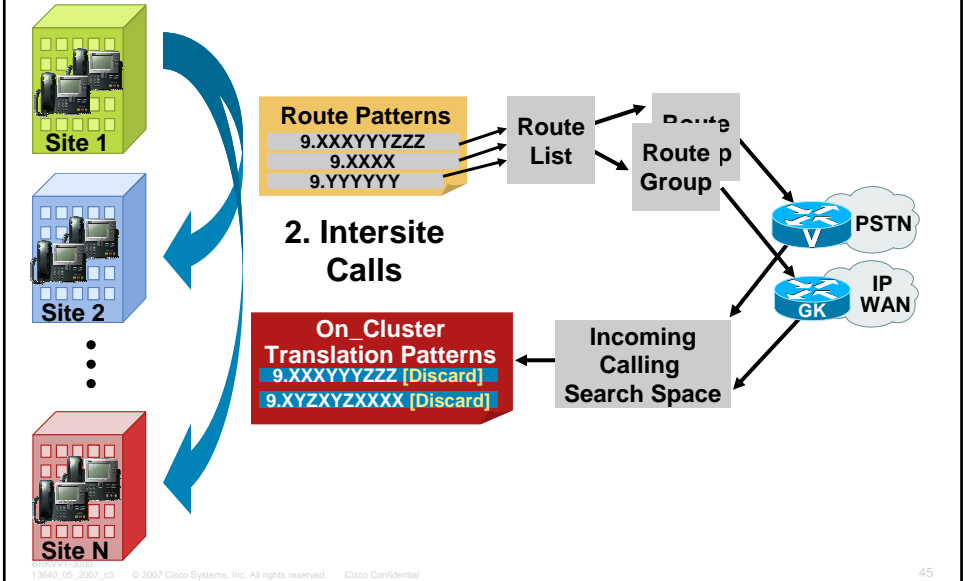 Site 1
Site 2
Site N
Route Patterns
9.XXXYYYZZZ
9.XXXX
9.YYYYYY
Route
List
Route
Route
Group
V
PSTN
GK
IP
WAN
2. Intersite
Calls
On_Cluster
Translation Patterns
9.XXXYYYZZZ [Discard]
9.XYZXYZXXXX [Discard]
Incoming
Calling
Search Space
BRKVVT-3000
13840_05_2007_c3 © 2007 Cisco Systems, Inc. All rights reserved. Cisco Confidential
45